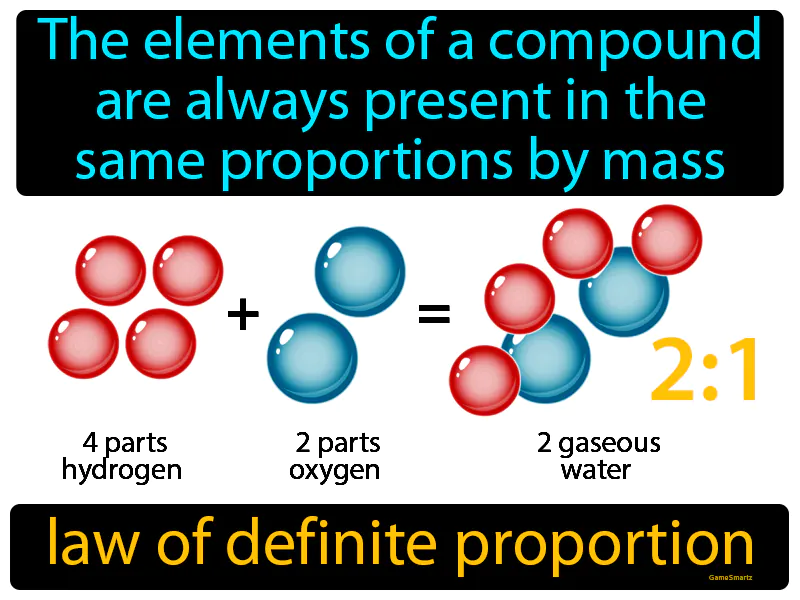 The elements of a compound
are always present in the
same proportions by mass
+
=
2:1
4 parts
hydrogen
2 parts
oxygen
2 gaseous
water
law of definite proportion
GameSmartz